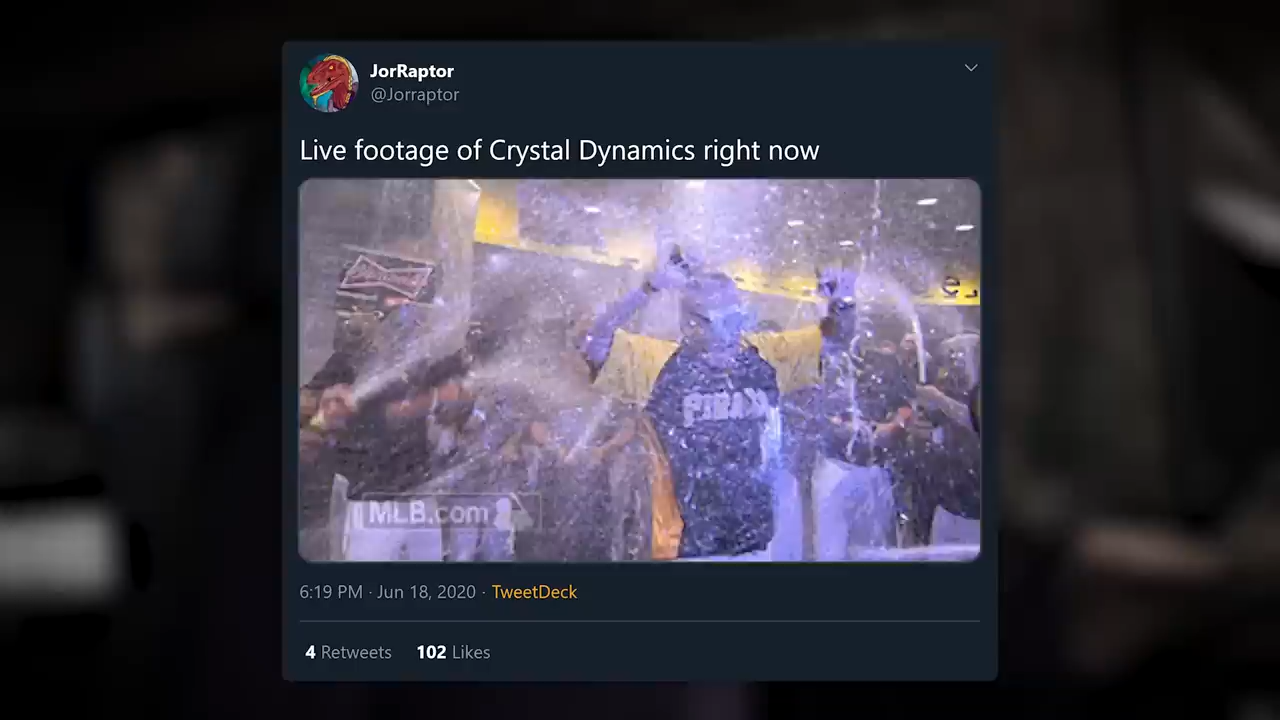 JorRaptor
@Jorraptor
Live footage of Crystal Dynamics right now
MLB.com
6:19 PM · Jun 18, 2020 · TweetDeck
4 Retweets 102 Likes